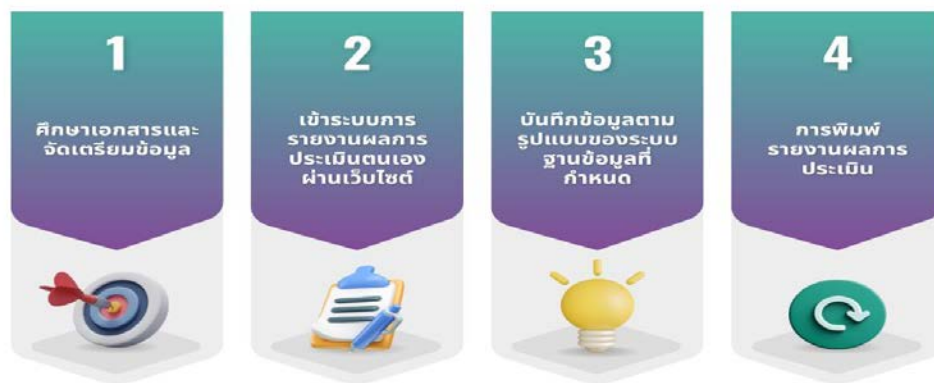 1
ศึกษาเอกสารและ
จัดเตรียมข้อมูล
2
เข้าระบบการ
รายงานผลการ
ประเมินตนเอง
ผ่านเว็บไซต์
3
บันทึกข้อมูลตาม
รูปแบบของระบบ
ฐานข้อมูลที่
กำหนด
4
การพิมพ์
รายงานผลการ
ประเมิน